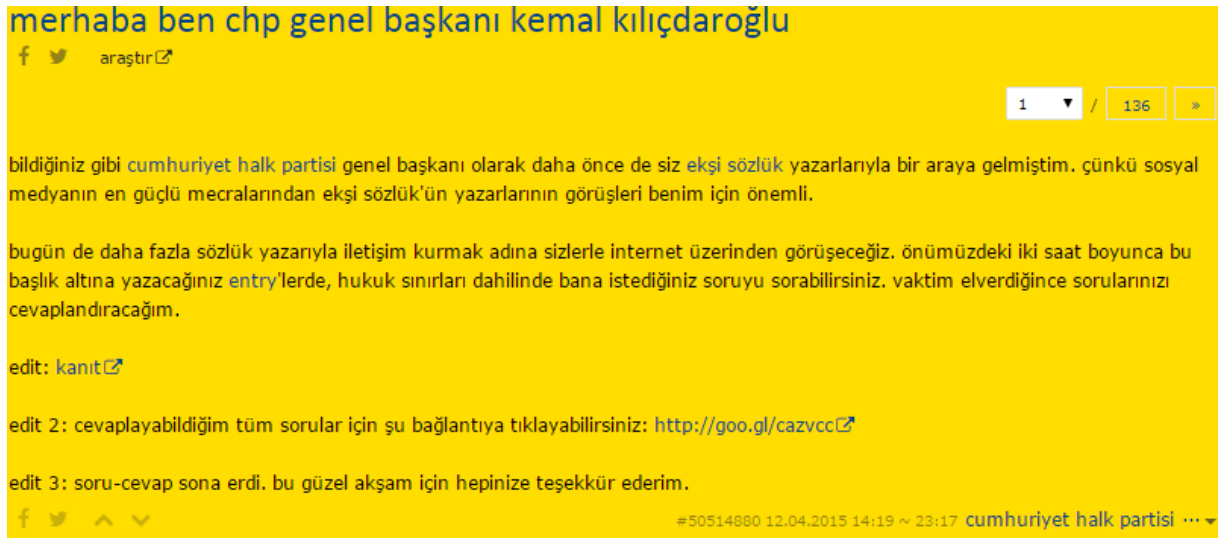 merhaba ben chp genel başkanı kemal kılıçdaroğlu
araştır
1 / 136 »
bildiğiniz gibi cumhuriyet halk partisi genel başkanı olarak daha önce de siz ekşi sözlük yazarlarıyla bir araya gelmiştim. çünkü sosyal
medyanın en güçlü mecralarından ekşi sözlük'ün yazarlarının görüşleri benim için önemli.
bugün de daha fazla sözlük yazarıyla iletişim kurmak adına sizlerle internet üzerinden görüşeceğiz. önümüzdeki iki saat boyunca bu
başlık altına yazacağınız entry'lerde, hukuk sınırları dahilinde bana istediğiniz soruyu sorabilirsiniz. vaktim elverdiğince sorularınızı
cevaplandıracağım.
edit: kanıt
edit 2: cevaplayabildiğim tüm sorular için şu bağlantıya tıklayabilirsiniz: http://goo.gl/cazvcc
edit 3: soru-cevap sona erdi. bu güzel akşam için hepinize teşekkür ederim.
#50514880 12.04.2015 14:19 ~ 23:17 cumhuriyet halk partisi ...